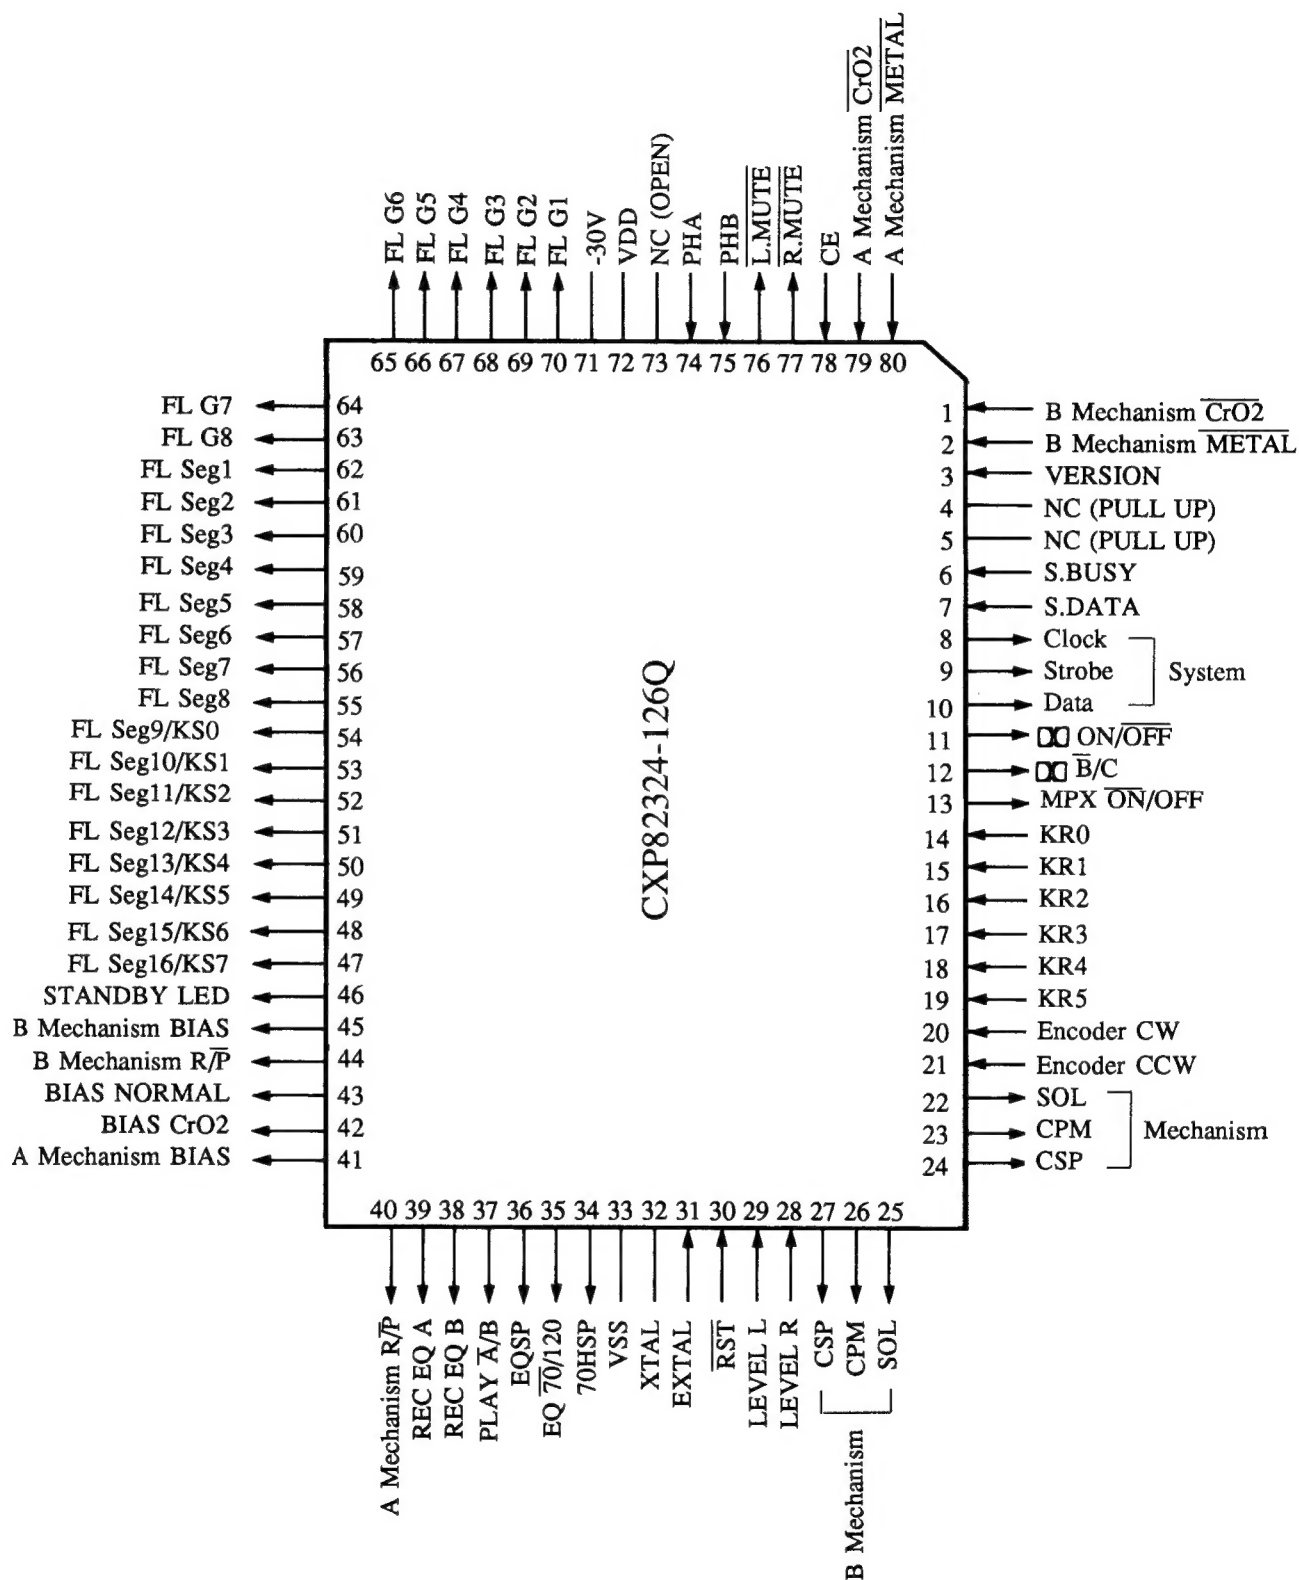 FL G6
FL G5
FL G4
FL G3
FL G2
FL G1
-30V
VDD
NC (OPEN)
PHA
PHB
L.MUTE
R.MUTE
CE
A Mechanism CrO2
A Mechanism METAL
65 66 67 68 69 70 71 72 73 74 75 76 77 78 79 80
FL G7 64
FL G8 63
FL Seg1 62
FL Seg2 61
FL Seg3 60
FL Seg4 59
FL Seg5 58
FL Seg6 57
FL Seg7 56
FL Seg8 55
FL Seg9/KS0 54
FL Seg10/KS1 53
FL Seg11/KS2 52
FL Seg12/KS3 51
FL Seg13/KS4 50
FL Seg14/KS5 49
FL Seg15/KS6 48
FL Seg16/KS7 47
STANDBY LED 46
B Mechanism BIAS 45
B Mechanism R/P 44
BIAS NORMAL 43
BIAS CrO2 42
A Mechanism BIAS 41
CXP82324-126Q
1 B Mechanism CrO2
2 B Mechanism METAL
3 VERSION
4 NC (PULL UP)
5 NC (PULL UP)
6 S.BUSY
7 S.DATA
8 Clock
9 Strobe
10 Data
System
11 ON/OFF
12 B/C
13 MPX ON/OFF
14 KR0
15 KR1
16 KR2
17 KR3
18 KR4
19 KR5
20 Encoder CW
21 Encoder CCW
22 SOL
23 CPM
24 CSP
Mechanism
40 39 38 37 36 35 34 33 32 31 30 29 28 27 26 25
A Mechanism R/P
REC EQ A
REC EQ B
PLAY A/B
EQSP
EQ 70/120
70HSP
VSS
XTAL
EXTAL
RST
LEVEL L
LEVEL R
CSP
CPM
SOL
B Mechanism